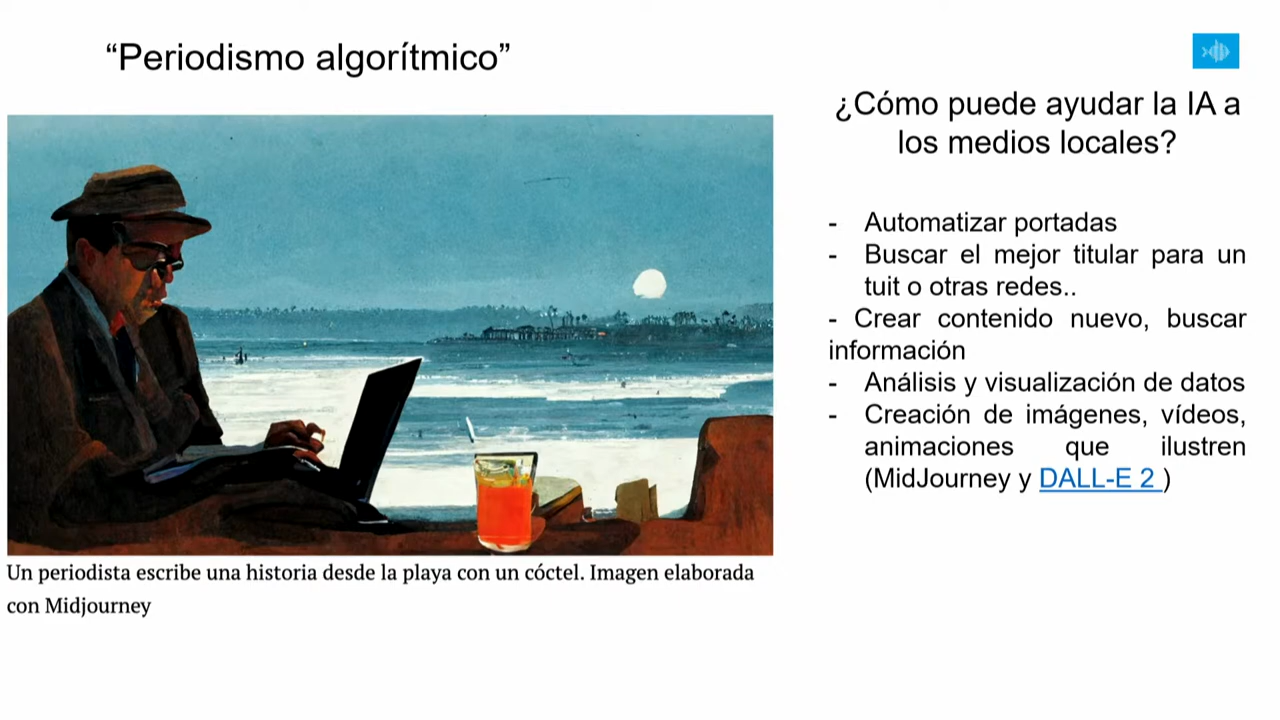 “Periodismo algorítmico”
¿Cómo puede ayudar la IA a
los medios locales?
- Automatizar portadas
- Buscar el mejor titular para un
tuit o otras redes..
- Crear contenido nuevo, buscar
información
- Análisis y visualización de datos
- Creación de imágenes, vídeos,
animaciones que ilustren
(MidJourney y DALL-E 2 )
Un periodista escribe una historia desde la playa con un cóctel. Imagen elaborada
con Midjourney